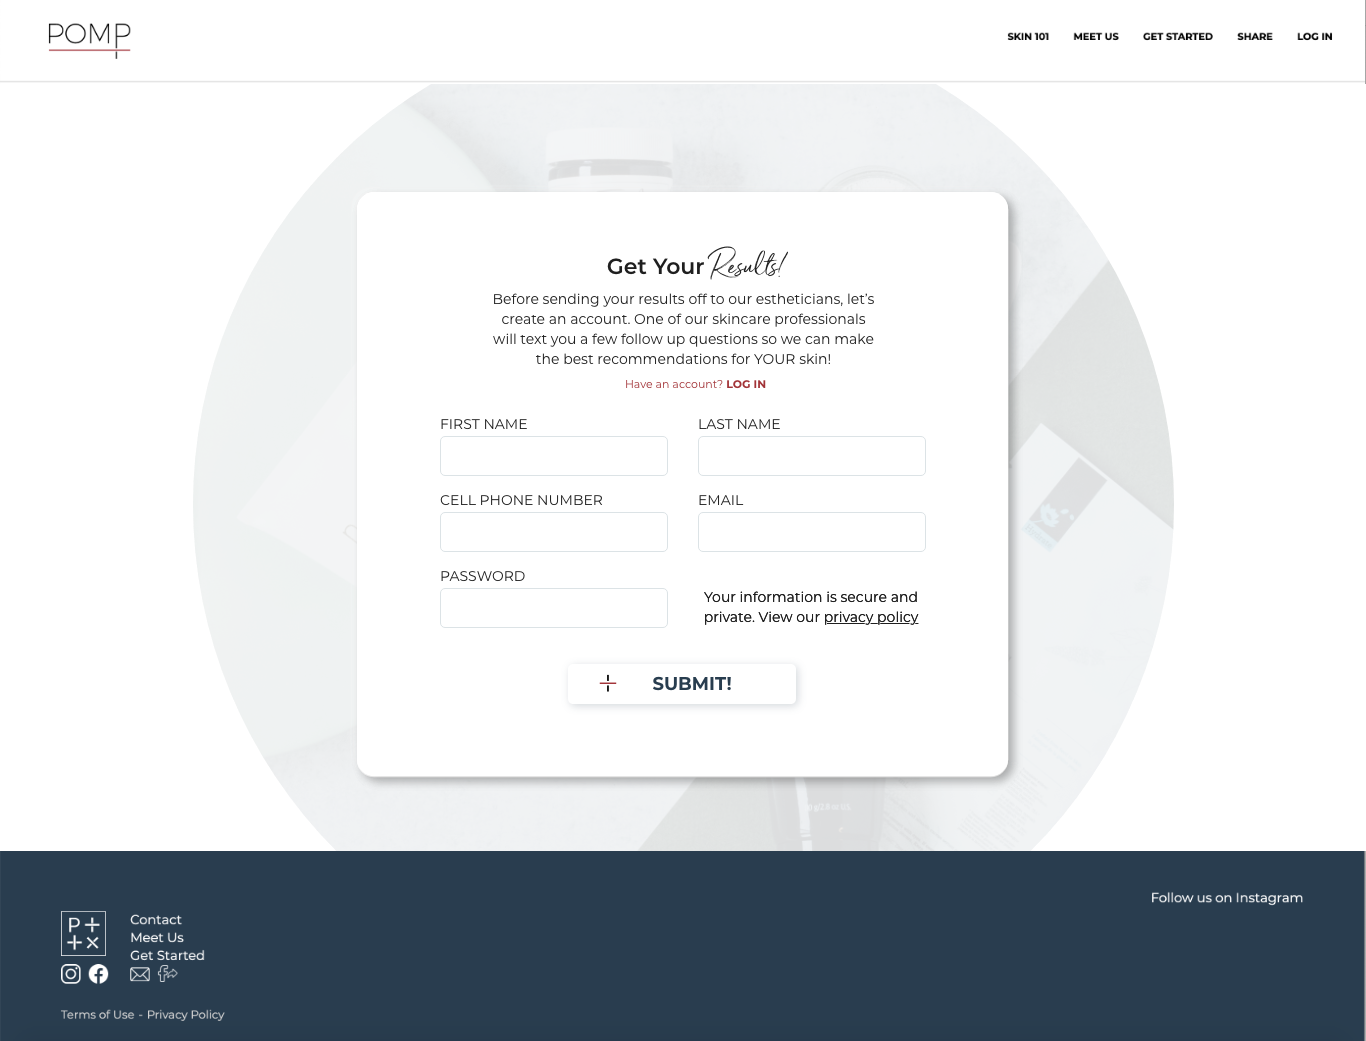 POMP
SKIN 101
MEET US
GET STARTED
SHARE
LOG IN
Get Your Results!
Before sending your results off to our estheticians, let's
create an account. One of our skincare professionals
will text you a few follow up questions so we can make
the best recommendations for YOUR skin!
Have an account? LOG IN
FIRST NAME
LAST NAME
CELL PHONE NUMBER
EMAIL
PASSWORD
Your information is secure and
private. View our privacy policy
SUBMIT!
Follow us on Instagram
P
Contact
Meet Us
Get Started
Terms of Use - Privacy Policy